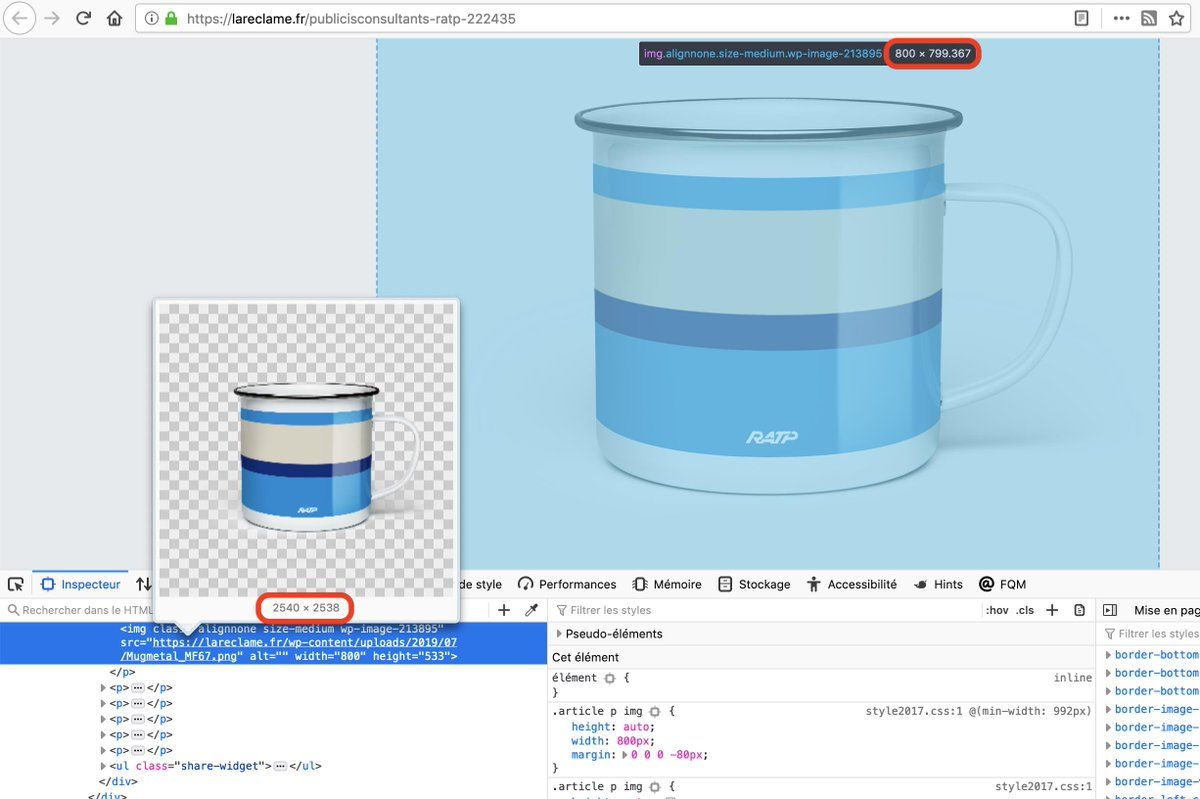 https://lareclame.fr/publicisconsultants-ratp-222435
img.alignnone.size-medium.wp-image-213895 800 × 799.367
RATP
RATP
2540 × 2538
Inspecteur
de style
Performances
Mémoire
Stockage
Accessibilité
Hints
FQM
Rechercher dans le HTML
Filtrer les styles
:hov .cls
Mise en pag
<img clas alignnone size-medium wp-image-213895"
src="https://lareclame.fr/wp-content/uploads/2019/07
/Mugmetal_MF67.png" alt="" width="800" height="533">
</p>
<p> </p>
<p> </p>
<p> </p>
<p> </p>
<p> </p>
<ul class="share-widget"> </ul>
</div>
</div>
Pseudo-éléments
Cet élément
élément { inline
}
.article p img { style2017.css:1 @(min-width: 992px)
height: auto;
width: 800px;
margin: 0 0 0 -80px;
}
.article p img { style2017.css:1
Filtrer les styles
border-bottom
border-bottom
border-bottom
border-image-
border-image-
border-image-
border-image-
border-image-